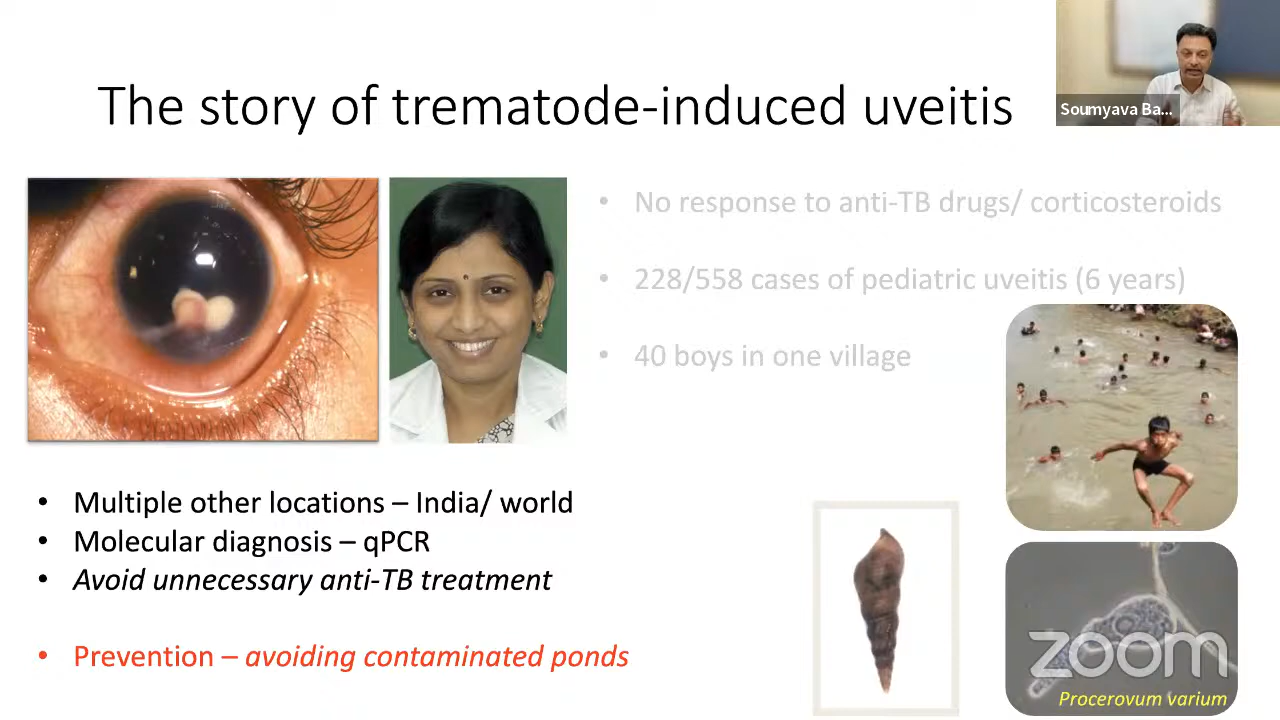 The story of trematode-induced uveitis
Soumyava Ba...
• No response to anti-TB drugs/ corticosteroids
• 228/558 cases of pediatric uveitis (6 years)
• 40 boys in one village
• Multiple other locations – India/ world
• Molecular diagnosis – qPCR
• Avoid unnecessary anti-TB treatment
• Prevention – avoiding contaminated ponds
zoom
Procerovum varium